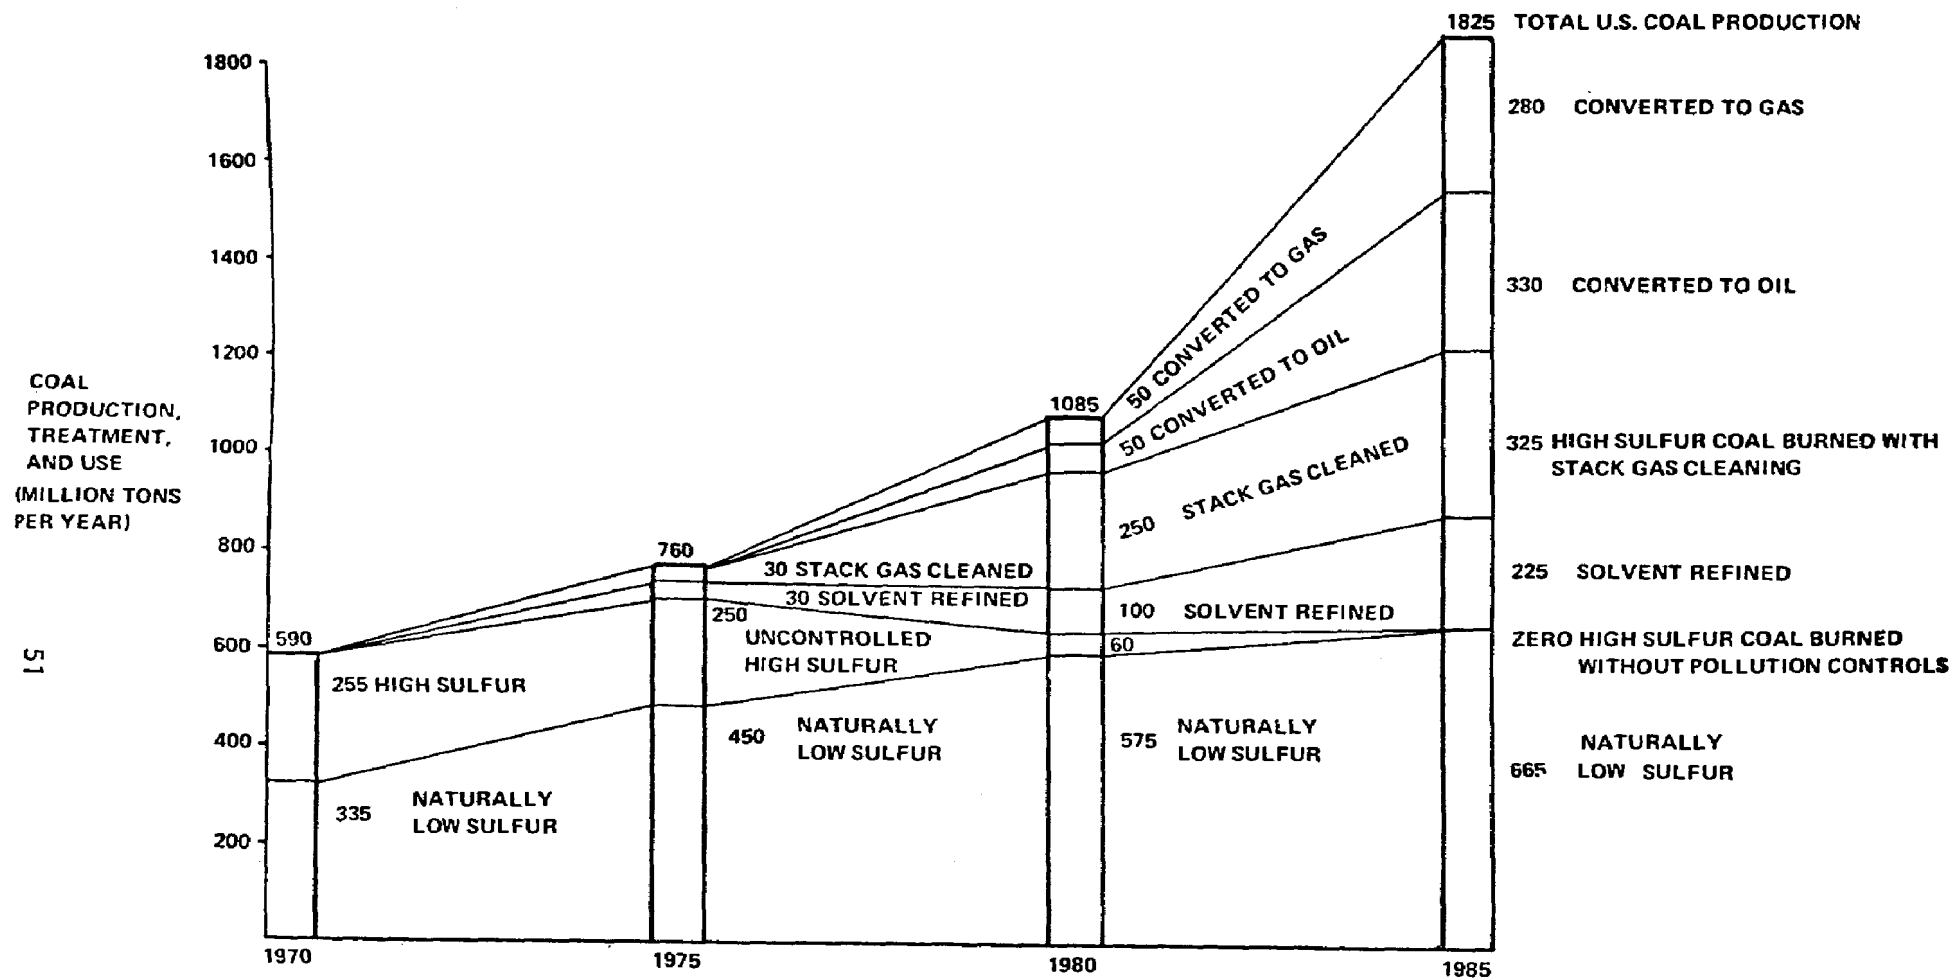 1825 TOTAL U.S. COAL PRODUCTION
1800
280 CONVERTED TO GAS
1600
1400
50 CONVERTED TO GAS
330 CONVERTED TO OIL
1200
50 CONVERTED TO OIL
COAL
PRODUCTION,
TREATMENT,
AND USE
(MILLION TONS
PER YEAR)
1085
1000
325 HIGH SULFUR COAL BURNED WITH
STACK GAS CLEANING
250 STACK GAS CLEANED
800
760
30 STACK GAS CLEANED
30 SOLVENT REFINED
225 SOLVENT REFINED
250
UNCONTROLLED
HIGH SULFUR
100 SOLVENT REFINED
600
590
60
ZERO HIGH SULFUR COAL BURNED
WITHOUT POLLUTION CONTROLS
51
255 HIGH SULFUR
400
450 NATURALLY
LOW SULFUR
575 NATURALLY
LOW SULFUR
NATURALLY
665 LOW SULFUR
335 NATURALLY
LOW SULFUR
200
1970
1975
1980
1985